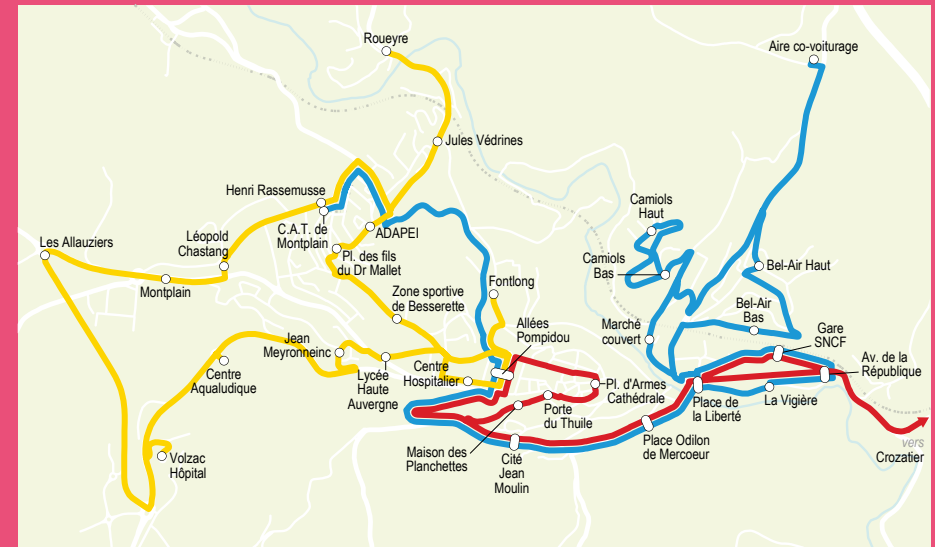 Roueyre
Aire co-voiturage
Jules Védrines
Henri Rassemusse
C.A.T. de
Montplain
ADAPEI
Camiols
Haut
Les Allauziers
Léopold
Chastang
Pl. des fils
du Dr Mallet
Camiols
Bas
Bel-Air Haut
Montplain
Zone sportive
de Besserette
Fontlong
Bel-Air
Bas
Allées
Pompidou
Marché
couvert
Gare
SNCF
Jean
Meyronneinc
Centre
Aqualudique
Lycée
Haute
Auvergne
Centre
Hospitalier
Pl. d'Armes
Cathédrale
Av. de la
République
Porte
du Thuile
Place de
la Liberté
La Vigière
Maison des
Planchettes
Cité
Jean
Moulin
Place Odilon
de Mercoeur
vers
Crozatier
Volzac
Hôpital